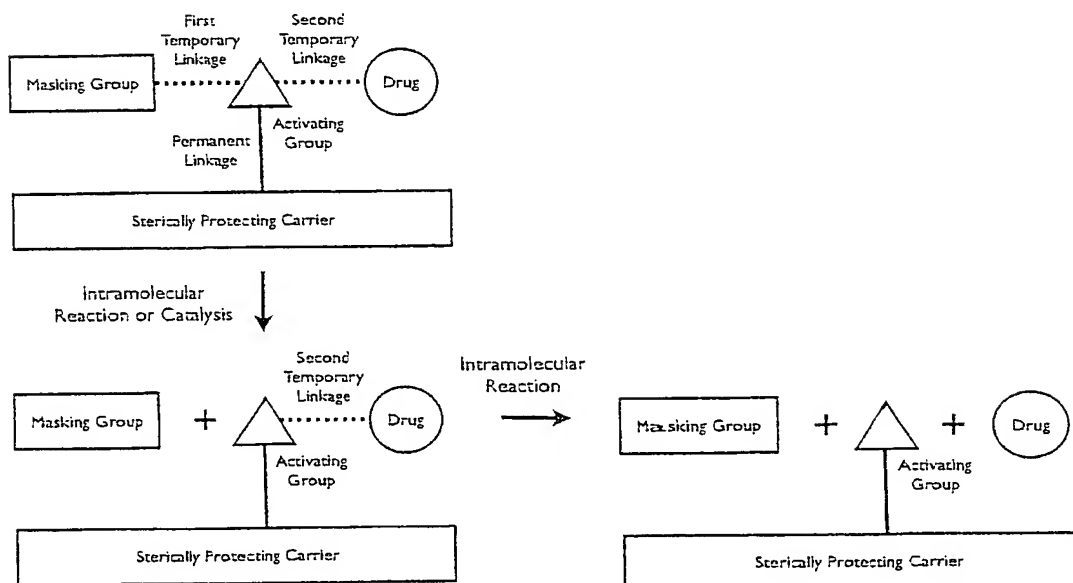 First
Temporary
Linkage
Second
Temporary
Linkage
Masking Group
Drug
Activating
Group
Permanent
Linkage
Sterically Protecting Carrier
Intramolecular
Reaction or Catalysis
Second
Temporary
Linkage
Masking Group
+
Drug
Activating
Group
Sterically Protecting Carrier
Intramolecular
Reaction
Masicking Group
+
+
Drug
Activating
Group
Sterically Protecting Carrier